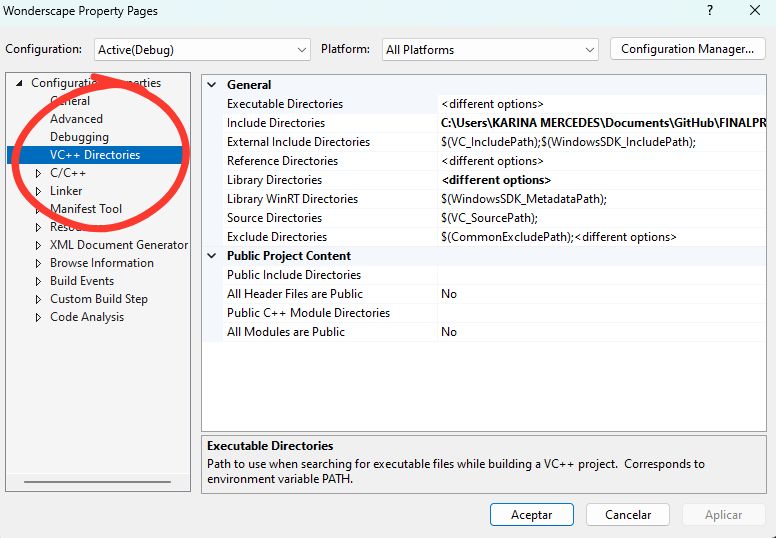 Wonderscape Property Pages
? ×
Configuration: Active(Debug) Platform: All Platforms Configuration Manager...
Configuration Properties
General
Advanced
Debugging
VC++ Directories
C/C++
Linker
Manifest Tool
XML Document Generator
Browse Information
Build Events
Custom Build Step
Code Analysis
General
Executable Directories <different options>
Include Directories C:\Users\KARINA MERCEDES\Documents\GitHub\FINALPR
External Include Directories $(VC_IncludePath);$(WindowsSDK_IncludePath);
Reference Directories <different options>
Library Directories <different options>
Library WinRT Directories $(WindowsSDK_MetadataPath);
Source Directories $(VC_SourcePath);
Exclude Directories $(CommonExcludePath);<different options>
Public Project Content
Public Include Directories
All Header Files are Public No
Public C++ Module Directories
All Modules are Public No
Executable Directories
Path to use when searching for executable files while building a VC++ project. Corresponds to
environment variable PATH.
Aceptar Cancelar Aplicar